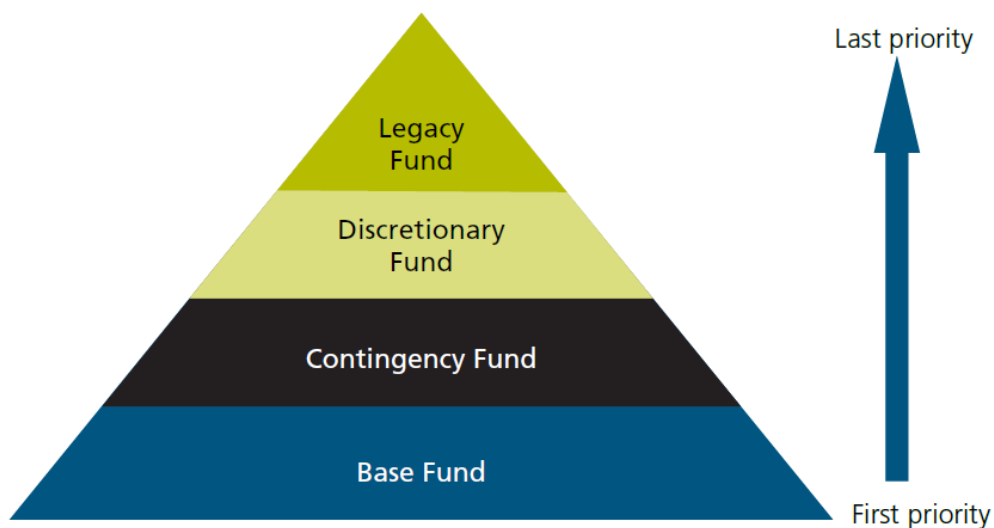 Last priority
Legacy
Fund
Discretionary
Fund
Contingency Fund
Base Fund
First priority